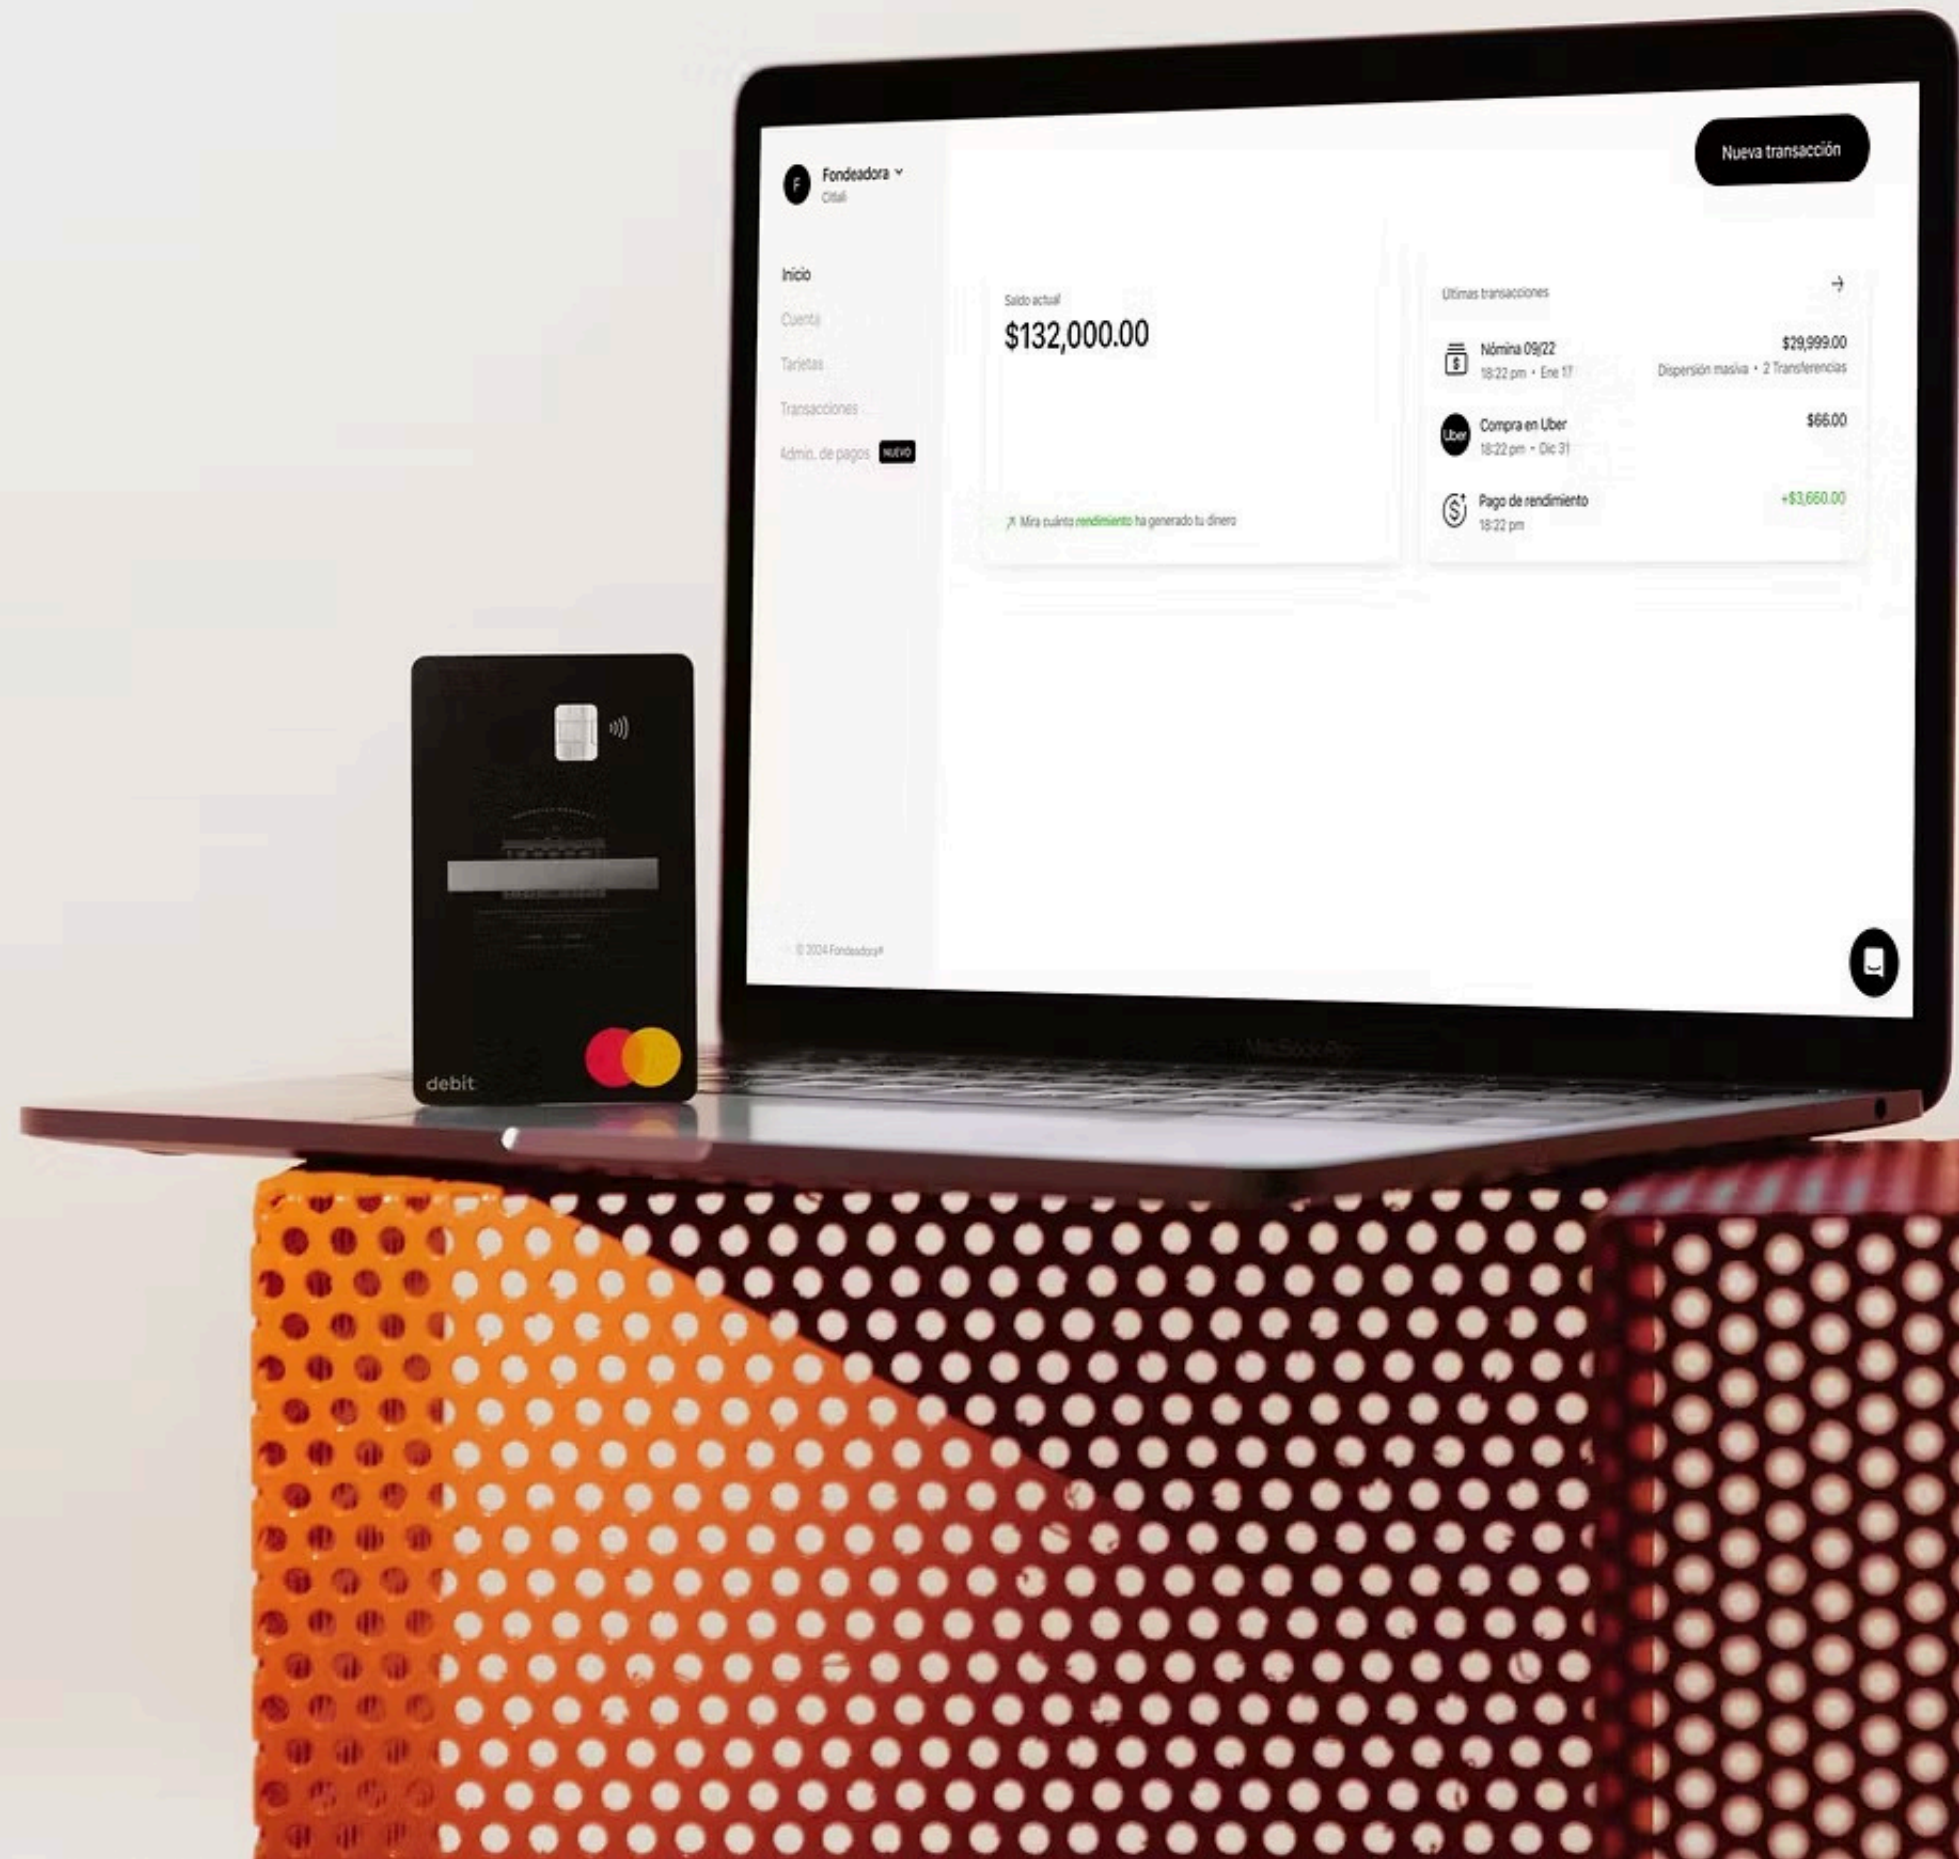 Nueva transacción
F
Fondeadora
Citlali
Inicio
Cuenta
Tarjetas
Transacciones
Admin. de pagos NUEVO
Saldo actual
$132,000.00
Mira cuánto rendimiento ha generado tu dinero
Últimas transacciones
Nómina 09/22 $29,999.00
18:22 pm • Ene 17 Dispersión masiva • 2 Transferencias
Uber
Compra en Uber $66.00
18:22 pm • Dic 31
Pago de rendimiento +$3,660.00
18:22 pm
© 2024 Fondeadora®
MacBook Pro
debit